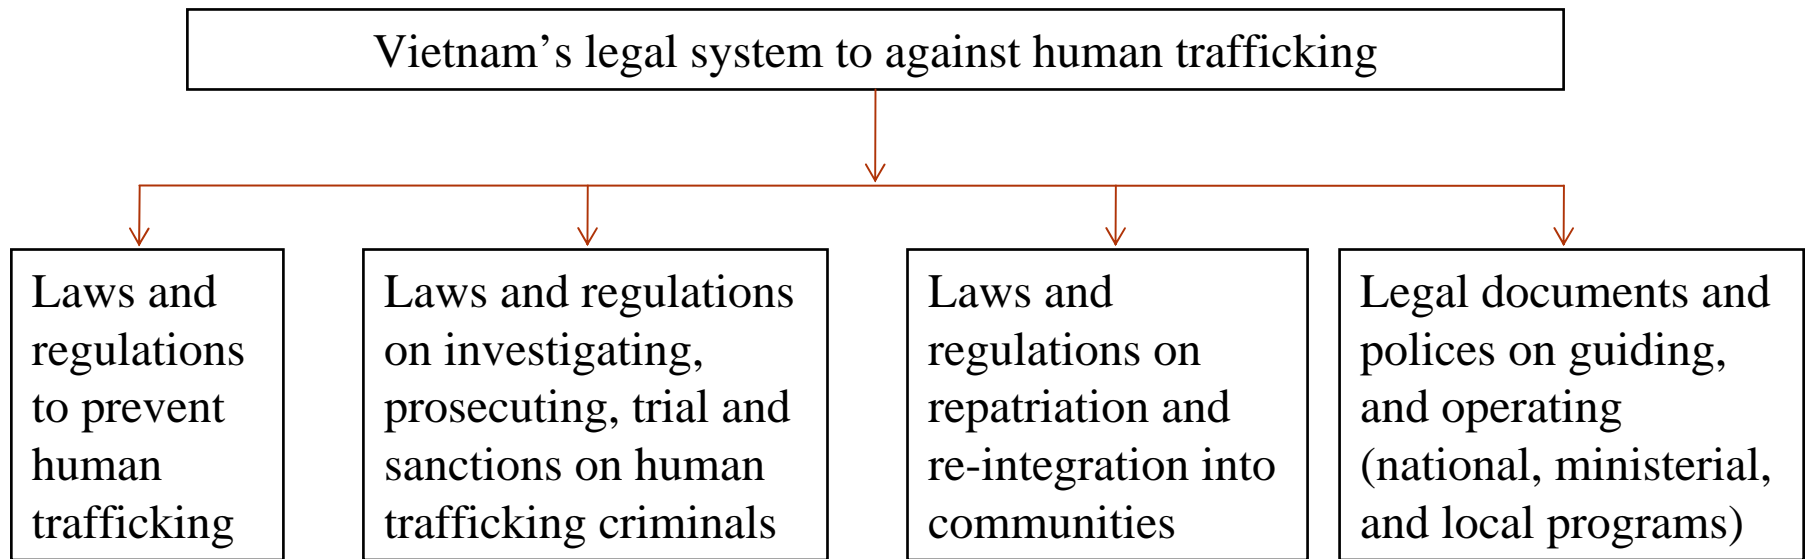 Vietnam’s legal system to against human trafficking
Laws and
regulations
to prevent
human
trafficking
Laws and regulations
on investigating,
prosecuting, trial and
sanctions on human
trafficking criminals
Laws and
regulations on
repatriation and
re-integration into
communities
Legal documents and
polices on guiding,
and operating
(national, ministerial,
and local programs)